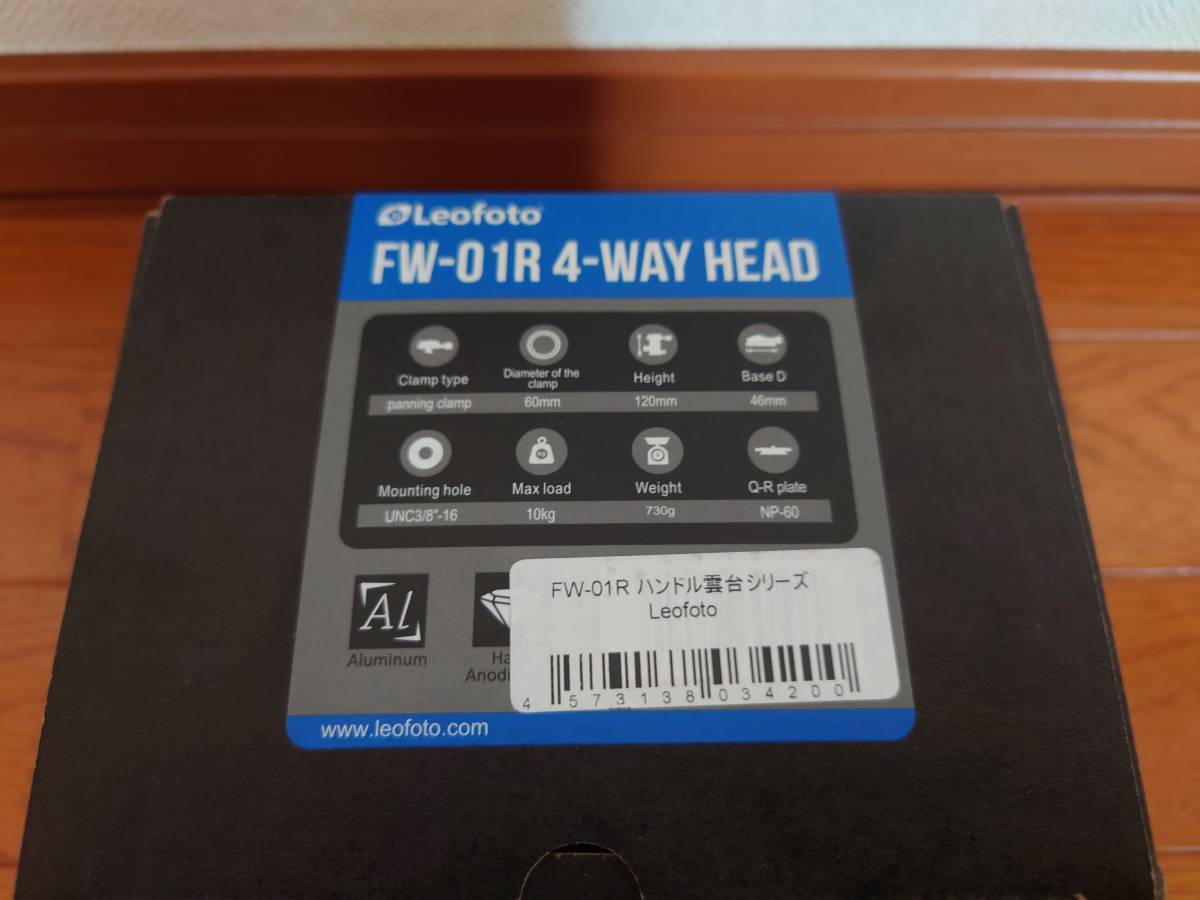 Leofoto
FW-01R 4-WAY HEAD
Clamp type
Diameter of the
clamp
Height
Base D
panning clamp
60mm
120mm
46mm
Mounting hole
Max load
Weight
Q-R plate
UNC3/8"-16
10kg
730g
NP-60
Al
Aluminum
FW-01R ハンドル雲台シリーズ
Leofoto
4 573138 034200
www.leofoto.com